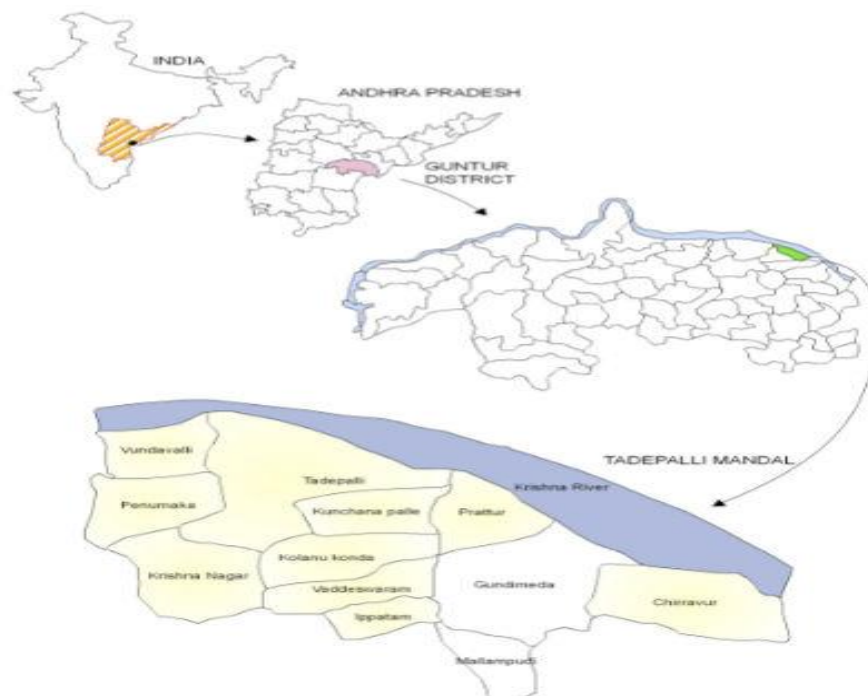 INDIA
ANDHRA PRADESH
GUNTUR
DISTRICT
TADEPALLI MANDAL
Krishna River
Vundavalli
Tadepalli
Penumaka
Kunchana palle
Prattur
Kolanu konda
Krishna Nagar
Vaddeswaram
Gundimeda
Chirravur
Ippatam
Mallampudi